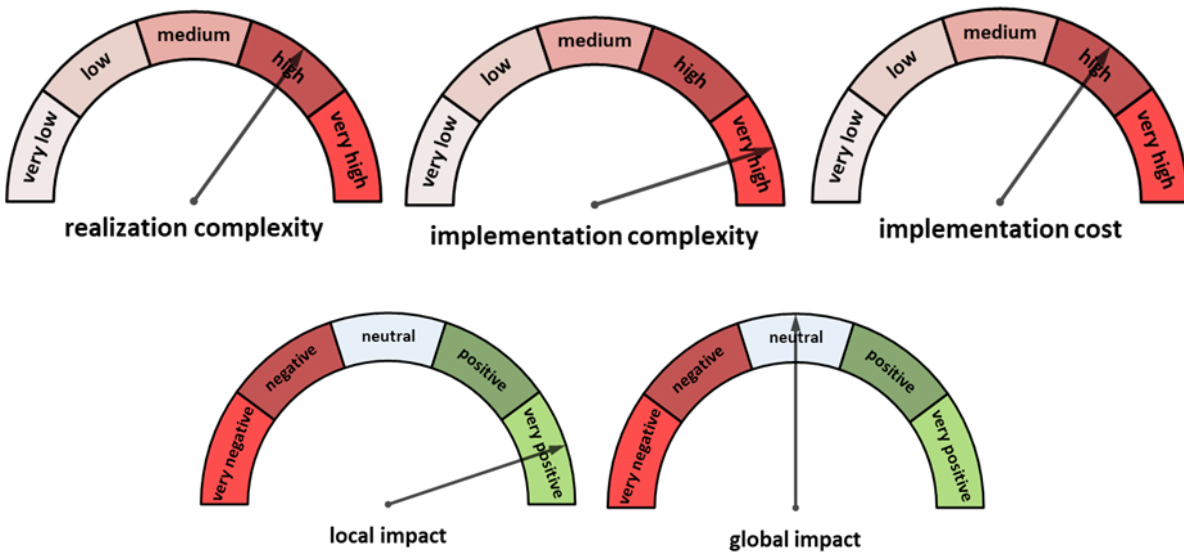 very low
low
medium
high
very high
realization complexity
very low
low
medium
high
very high
implementation complexity
very low
low
medium
high
very high
implementation cost
very negative
negative
neutral
positive
very positive
local impact
very negative
negative
neutral
positive
very positive
global impact